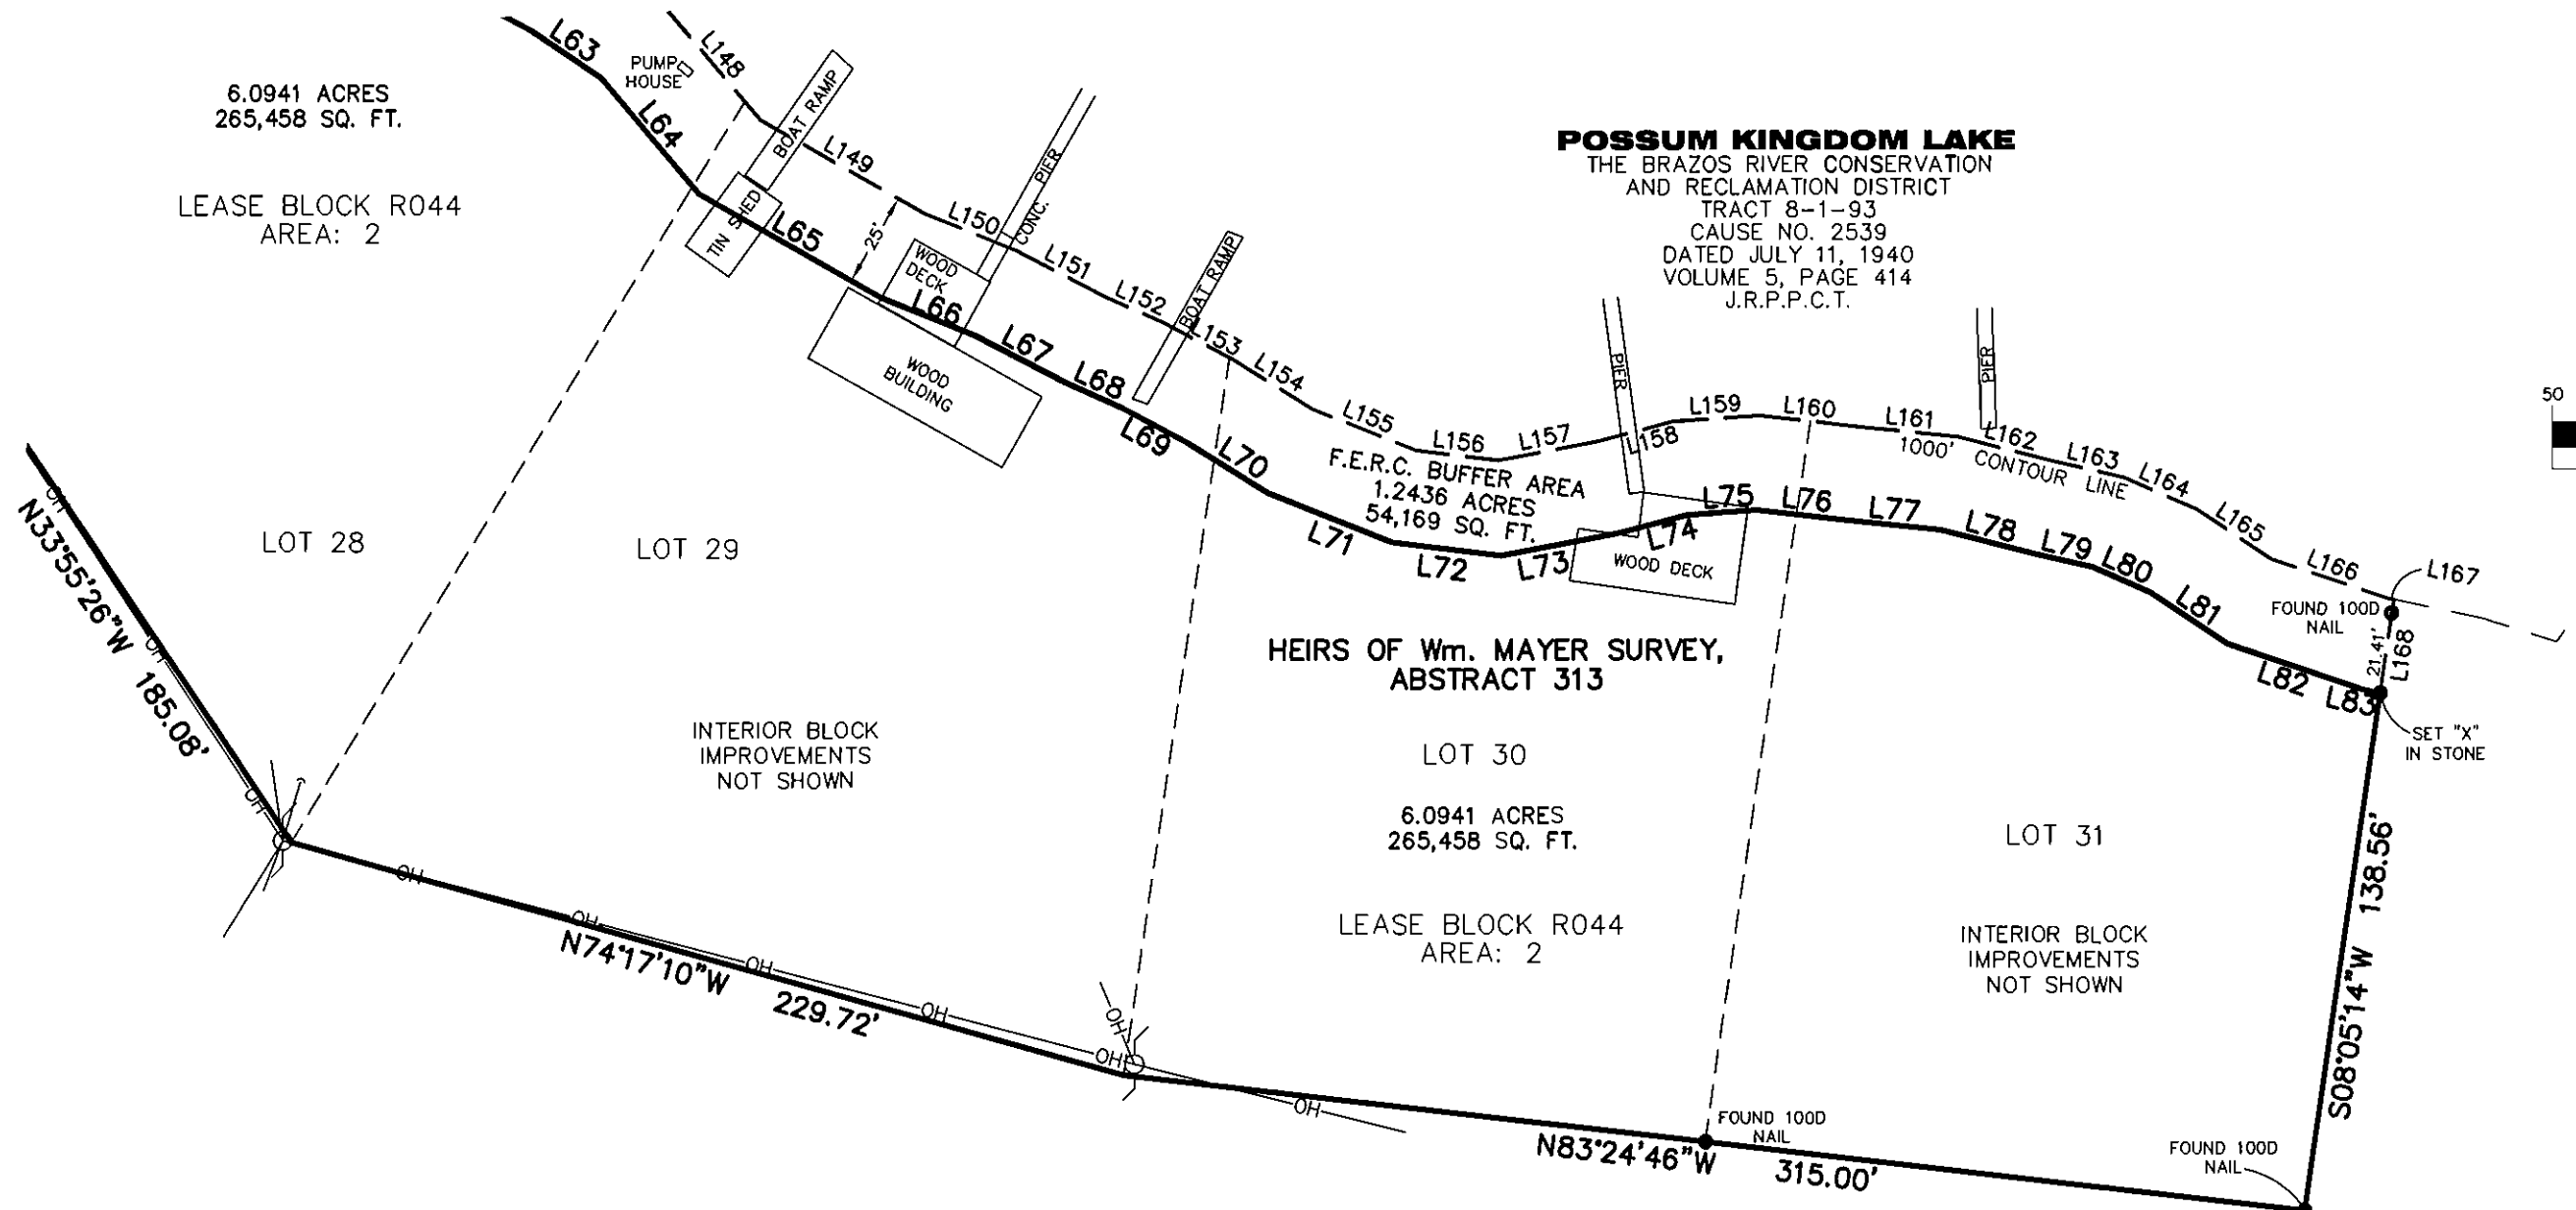 L63
L148
PUMP
HOUSE
6.0941 ACRES
265,458 SQ. FT.
L64
BOAT RAMP
L149
CONC. PIER
LEASE BLOCK R044
AREA: 2
TIN SHED
L65
25'
L150
WOOD
DECK
L66
L151
L152
BOAT RAMP
L153
L154
WOOD
BUILDING
L67
L68
L69
L70
POSSUM KINGDOM LAKE
THE BRAZOS RIVER CONSERVATION
AND RECLAMATION DISTRICT
TRACT 8-1-93
CAUSE NO. 2539
DATED JULY 11, 1940
VOLUME 5, PAGE 414
J.R.P.P.C.T.
50
PIER
PIER
L155
L156
L157
L158
L159
L160
L161
L162
L163
L164
L165
L166
L167
1000' CONTOUR LINE
F.E.R.C. BUFFER AREA
1.2436 ACRES
54,169 SQ. FT.
L71
L72
L73
L74
L75
L76
L77
L78
L79
L80
L81
L82
L83
WOOD DECK
FOUND 100D
NAIL
21.41'
L168
SET "X"
IN STONE
OH
N33°55'26"W 185.08'
OH
OH
LOT 28
LOT 29
HEIRS OF Wm. MAYER SURVEY,
ABSTRACT 313
INTERIOR BLOCK
IMPROVEMENTS
NOT SHOWN
LOT 30
6.0941 ACRES
265,458 SQ. FT.
LEASE BLOCK R044
AREA: 2
LOT 31
INTERIOR BLOCK
IMPROVEMENTS
NOT SHOWN
S08°05'14"W 138.56'
OH
OH
OH
OH
OH
OH
OH
N74°17'10"W 229.72'
FOUND 100D
NAIL
N83°24'46"W 315.00'
FOUND 100D
NAIL